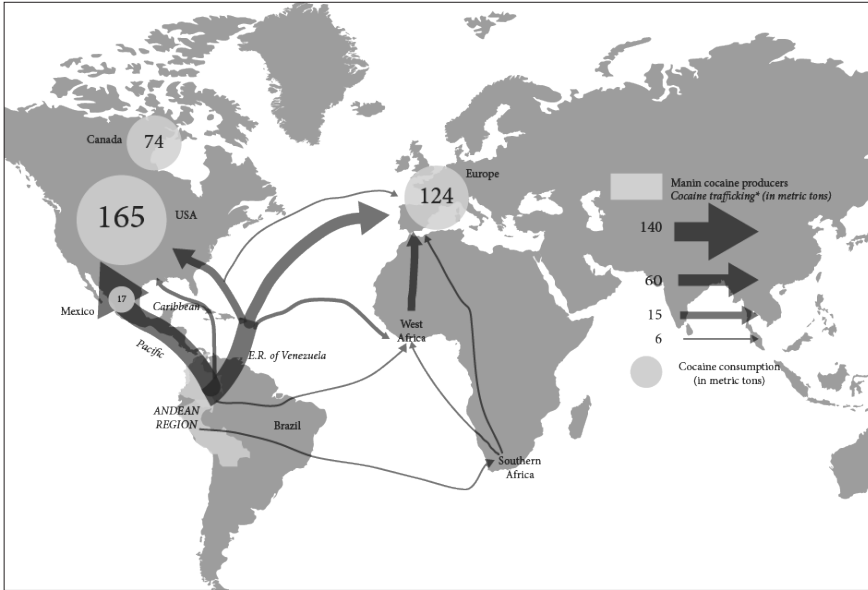 Canada
74
165
USA
124
Europe
Manin cocaine producers
Cocaine trafficking* (in metric tons)
140
60
15
6
Cocaine consumption
(in metric tons)
17
Mexico
Caribbean
Pacific
E.R. of Venezuela
West
Africa
ANDEAN
REGION
Brazil
Southern
Africa